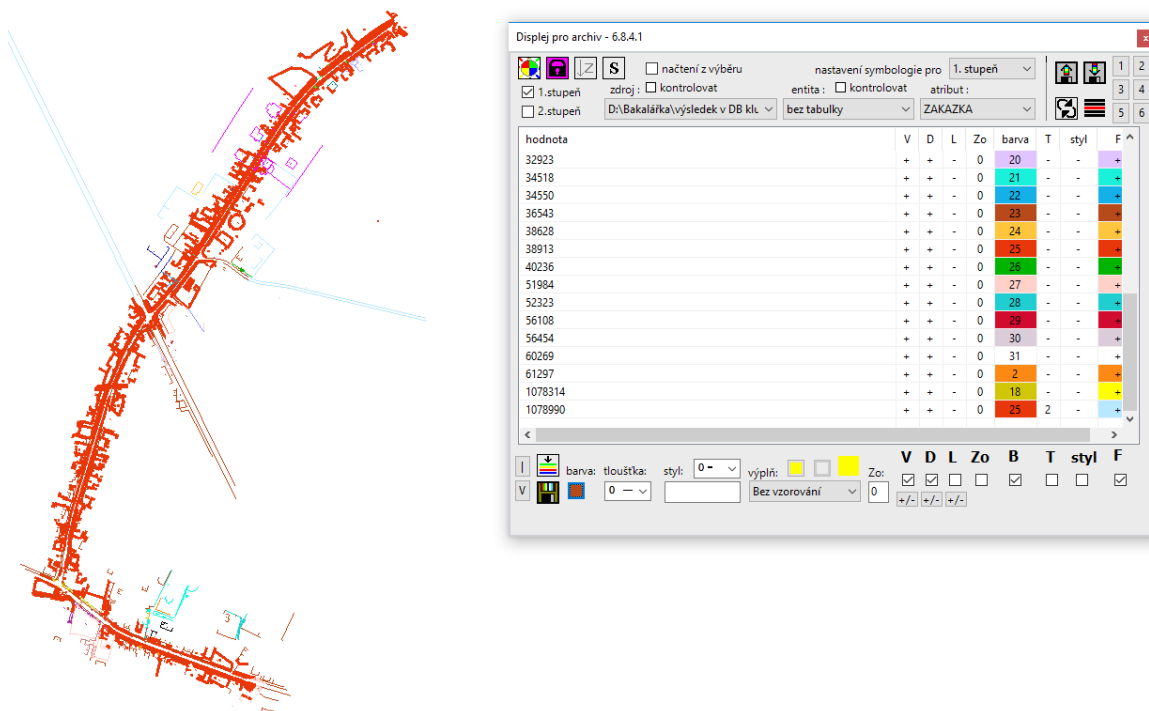 Displej pro archiv - 6.8.4.1 x
Z S načtení z výběru nastavení symbologie pro 1. stupeň 1 2
1.stupeň zdroj : kontrolovat entita : kontrolovat atribut : 3 4
2.stupeň D:\Bakalářka\výsledek v DB klu bez tabulky ZAKAZKA 5 6
hodnota V D L Zo barva T styl F
32923 + + - 0 20 - - +
34518 + + - 0 21 - - +
34550 + + - 0 22 - - +
36543 + + - 0 23 - - +
38628 + + - 0 24 - - +
38913 + + - 0 25 - - +
40236 + + - 0 26 - - +
51984 + + - 0 27 - - +
52323 + + - 0 28 - - +
56108 + + - 0 29 - - +
56454 + + - 0 30 - - +
60269 + + - 0 31 - - +
61297 + + - 0 2 - - +
1078314 + + - 0 18 - - +
1078990 + + - 0 25 2 - +
I barva: tloušťka: styl: 0 výplň: Zo: V D L Zo B T styl F
V 0 Bez vzorování 0
+/- +/- +/-